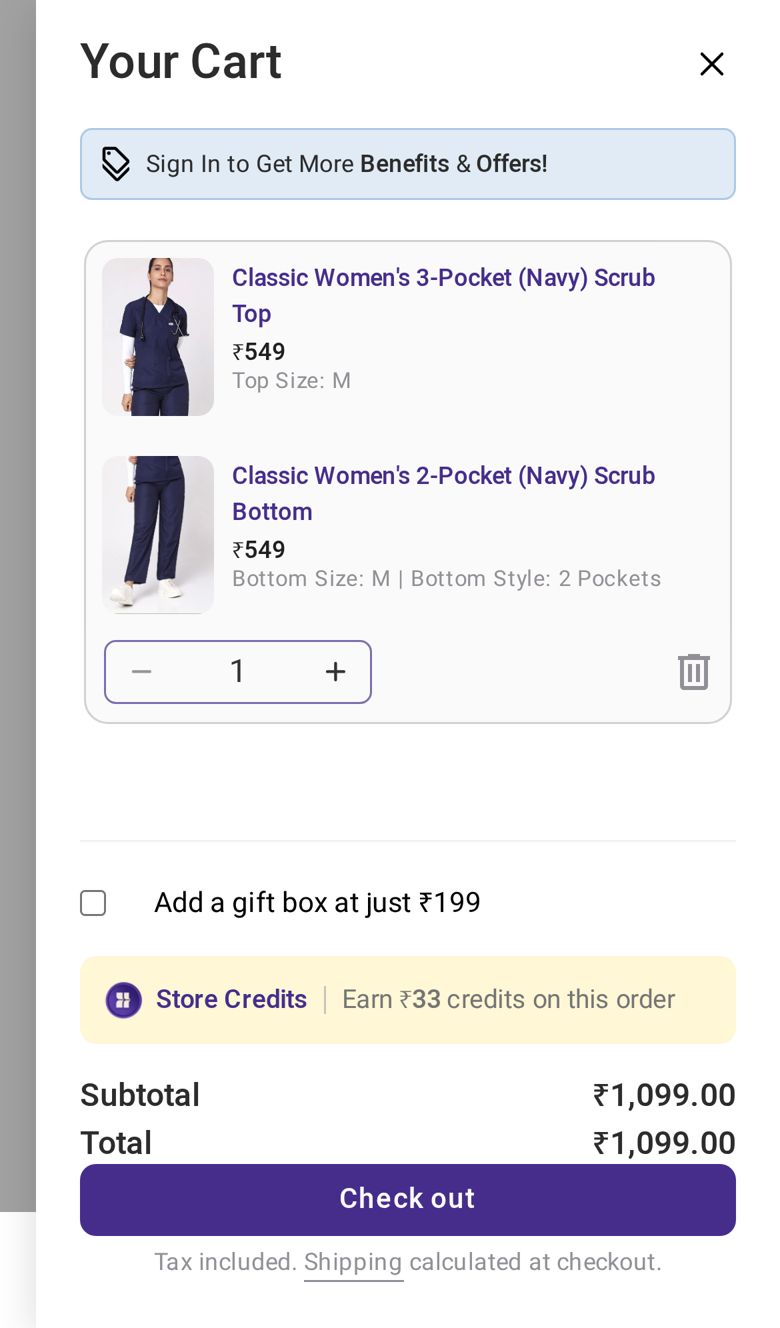 Your Cart
Sign In to Get More Benefits & Offers!
Classic Women's 3-Pocket (Navy) Scrub
Top
₹549
Top Size: M
Classic Women's 2-Pocket (Navy) Scrub
Bottom
₹549
Bottom Size: M | Bottom Style: 2 Pockets
1
Add a gift box at just ₹199
Store Credits | Earn ₹33 credits on this order
Subtotal ₹1,099.00
Total ₹1,099.00
Check out
Tax included. Shipping calculated at checkout.